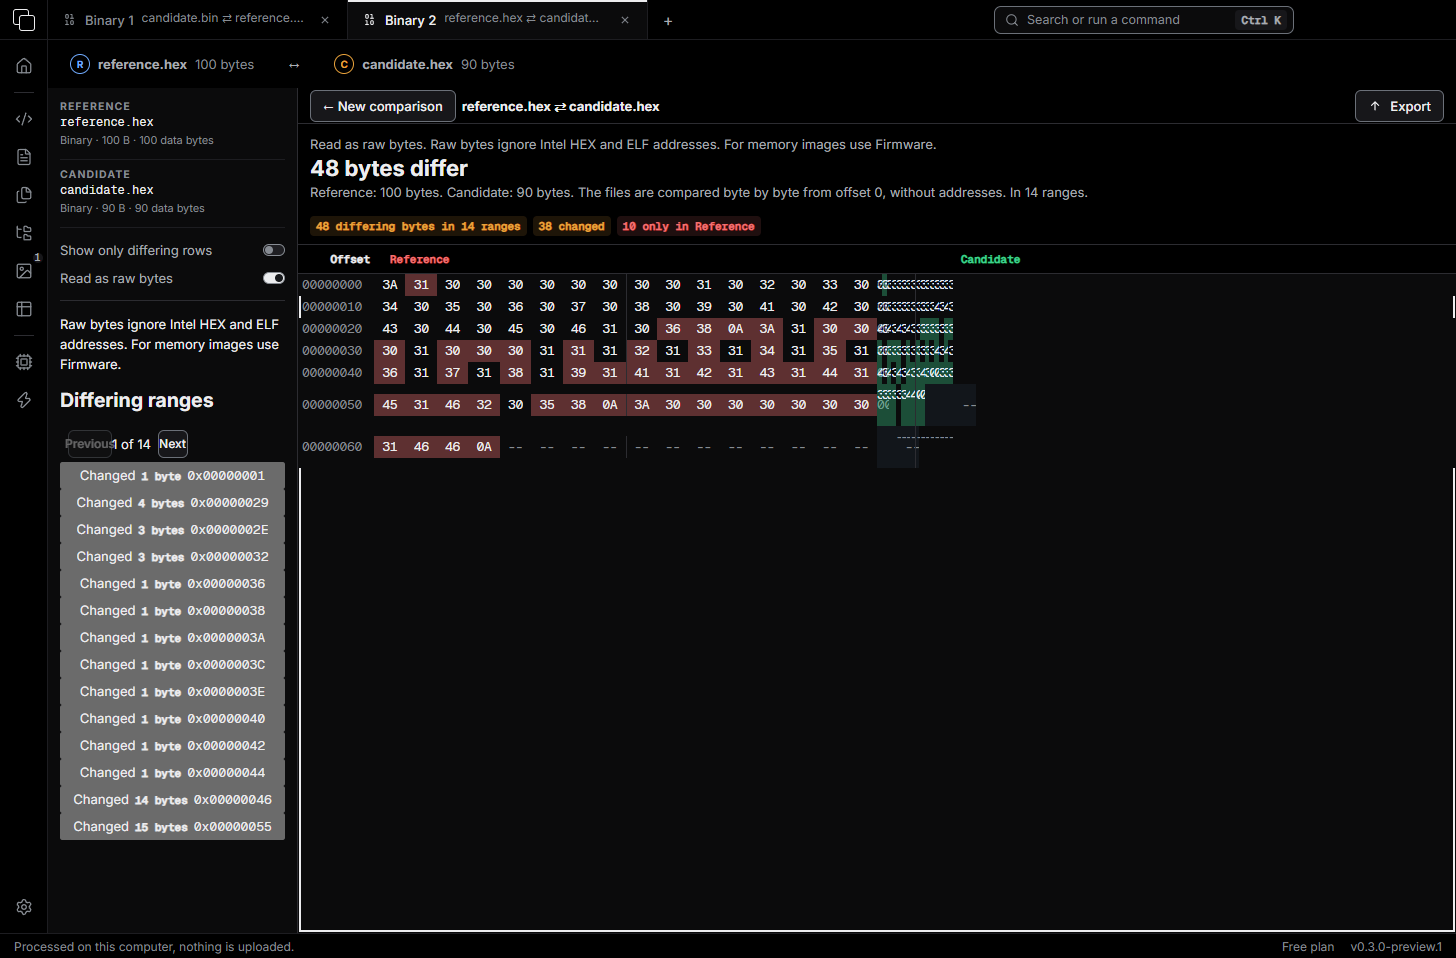 Binary 1 candidate.bin ⇄ reference.... ×
Binary 2 reference.hex ⇄ candidat... ×
+
Search or run a command Ctrl K
R reference.hex 100 bytes ↔ C candidate.hex 90 bytes
1
REFERENCE
reference.hex
Binary · 100 B · 100 data bytes
CANDIDATE
candidate.hex
Binary · 90 B · 90 data bytes
Show only differing rows
Read as raw bytes
Raw bytes ignore Intel HEX and ELF
addresses. For memory images use
Firmware.
Differing ranges
Previous 1 of 14 Next
Changed 1 byte 0x00000001
Changed 4 bytes 0x00000029
Changed 3 bytes 0x0000002E
Changed 3 bytes 0x00000032
Changed 1 byte 0x00000036
Changed 1 byte 0x00000038
Changed 1 byte 0x0000003A
Changed 1 byte 0x0000003C
Changed 1 byte 0x0000003E
Changed 1 byte 0x00000040
Changed 1 byte 0x00000042
Changed 1 byte 0x00000044
Changed 14 bytes 0x00000046
Changed 15 bytes 0x00000055
← New comparison reference.hex ⇄ candidate.hex ↑ Export
Read as raw bytes. Raw bytes ignore Intel HEX and ELF addresses. For memory images use Firmware.
48 bytes differ
Reference: 100 bytes. Candidate: 90 bytes. The files are compared byte by byte from offset 0, without addresses. In 14 ranges.
48 differing bytes in 14 ranges 38 changed 10 only in Reference
Offset Reference Candidate
00000000 3A 31 30 30 30 30 30 30 30 30 31 30 32 30 33 30
00000010 34 30 35 30 36 30 37 30 38 30 39 30 41 30 42 30
00000020 43 30 44 30 45 30 46 31 30 36 38 0A 3A 31 30 30
00000030 30 31 30 30 30 31 31 31 32 31 33 31 34 31 35 31
00000040 36 31 37 31 38 31 39 31 41 31 42 31 43 31 44 31
00000050 45 31 46 32 30 35 38 0A 3A 30 30 30 30 30 30 30 --
00000060 31 46 46 0A -- -- -- -- -- -- -- -- -- -- -- --
Processed on this computer, nothing is uploaded.
Free plan v0.3.0-preview.1